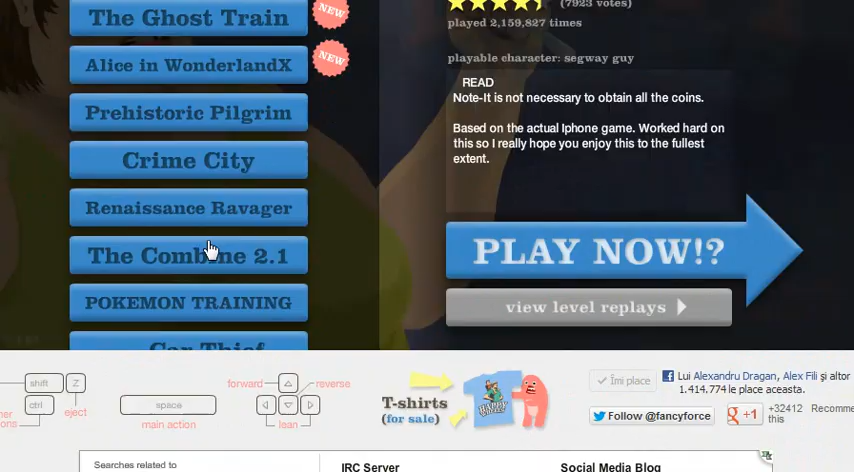 The Ghost Train
NEW
Alice in WonderlandX
NEW
Prehistoric Pilgrim
Crime City
Renaissance Ravager
The Combine 2.1
POKEMON TRAINING
Car Thief
(7923 votes)
played 2,159,827 times
playable character: segway guy
READ
Note-It is not necessary to obtain all the coins.
Based on the actual Iphone game. Worked hard on
this so I really hope you enjoy this to the fullest
extent.
PLAY NOW!?
view level replays
shift
Z
ctrl
eject
space
main action
forward
reverse
lean
T-shirts
(for sale)
HAPPY WHEELS
Îmi place
Lui Alexandru Dragan, Alex Fili și altor
1.414.774 le place aceasta.
Follow @fancyforce
+1
+32412
this
Searches related to
IRC Server
Social Media Blog